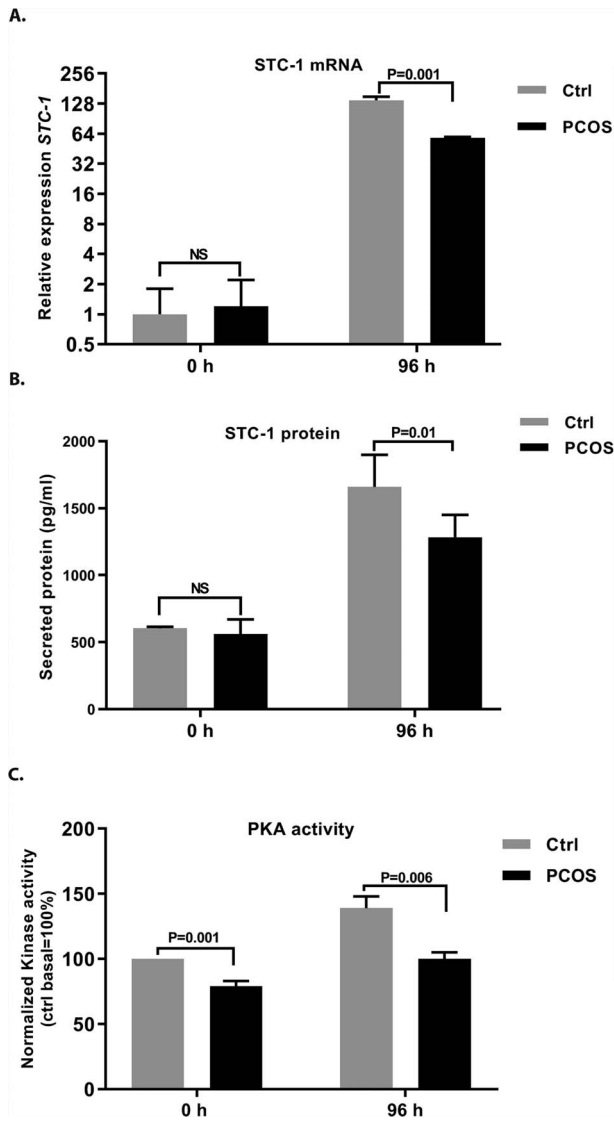 A.
STC-1 mRNA
Relative expression STC-1
256
128
64
32
16
8
4
2
1
0.5
NS
P=0.001
Ctrl
PCOS
0 h
96 h
B.
STC-1 protein
Secreted protein (pg/ml)
2000
1500
1000
500
0
NS
P=0.01
Ctrl
PCOS
0 h
96 h
C.
PKA activity
Normalized Kinase activity
(ctrl basal=100%)
200
150
100
50
0
P=0.001
P=0.006
Ctrl
PCOS
0 h
96 h